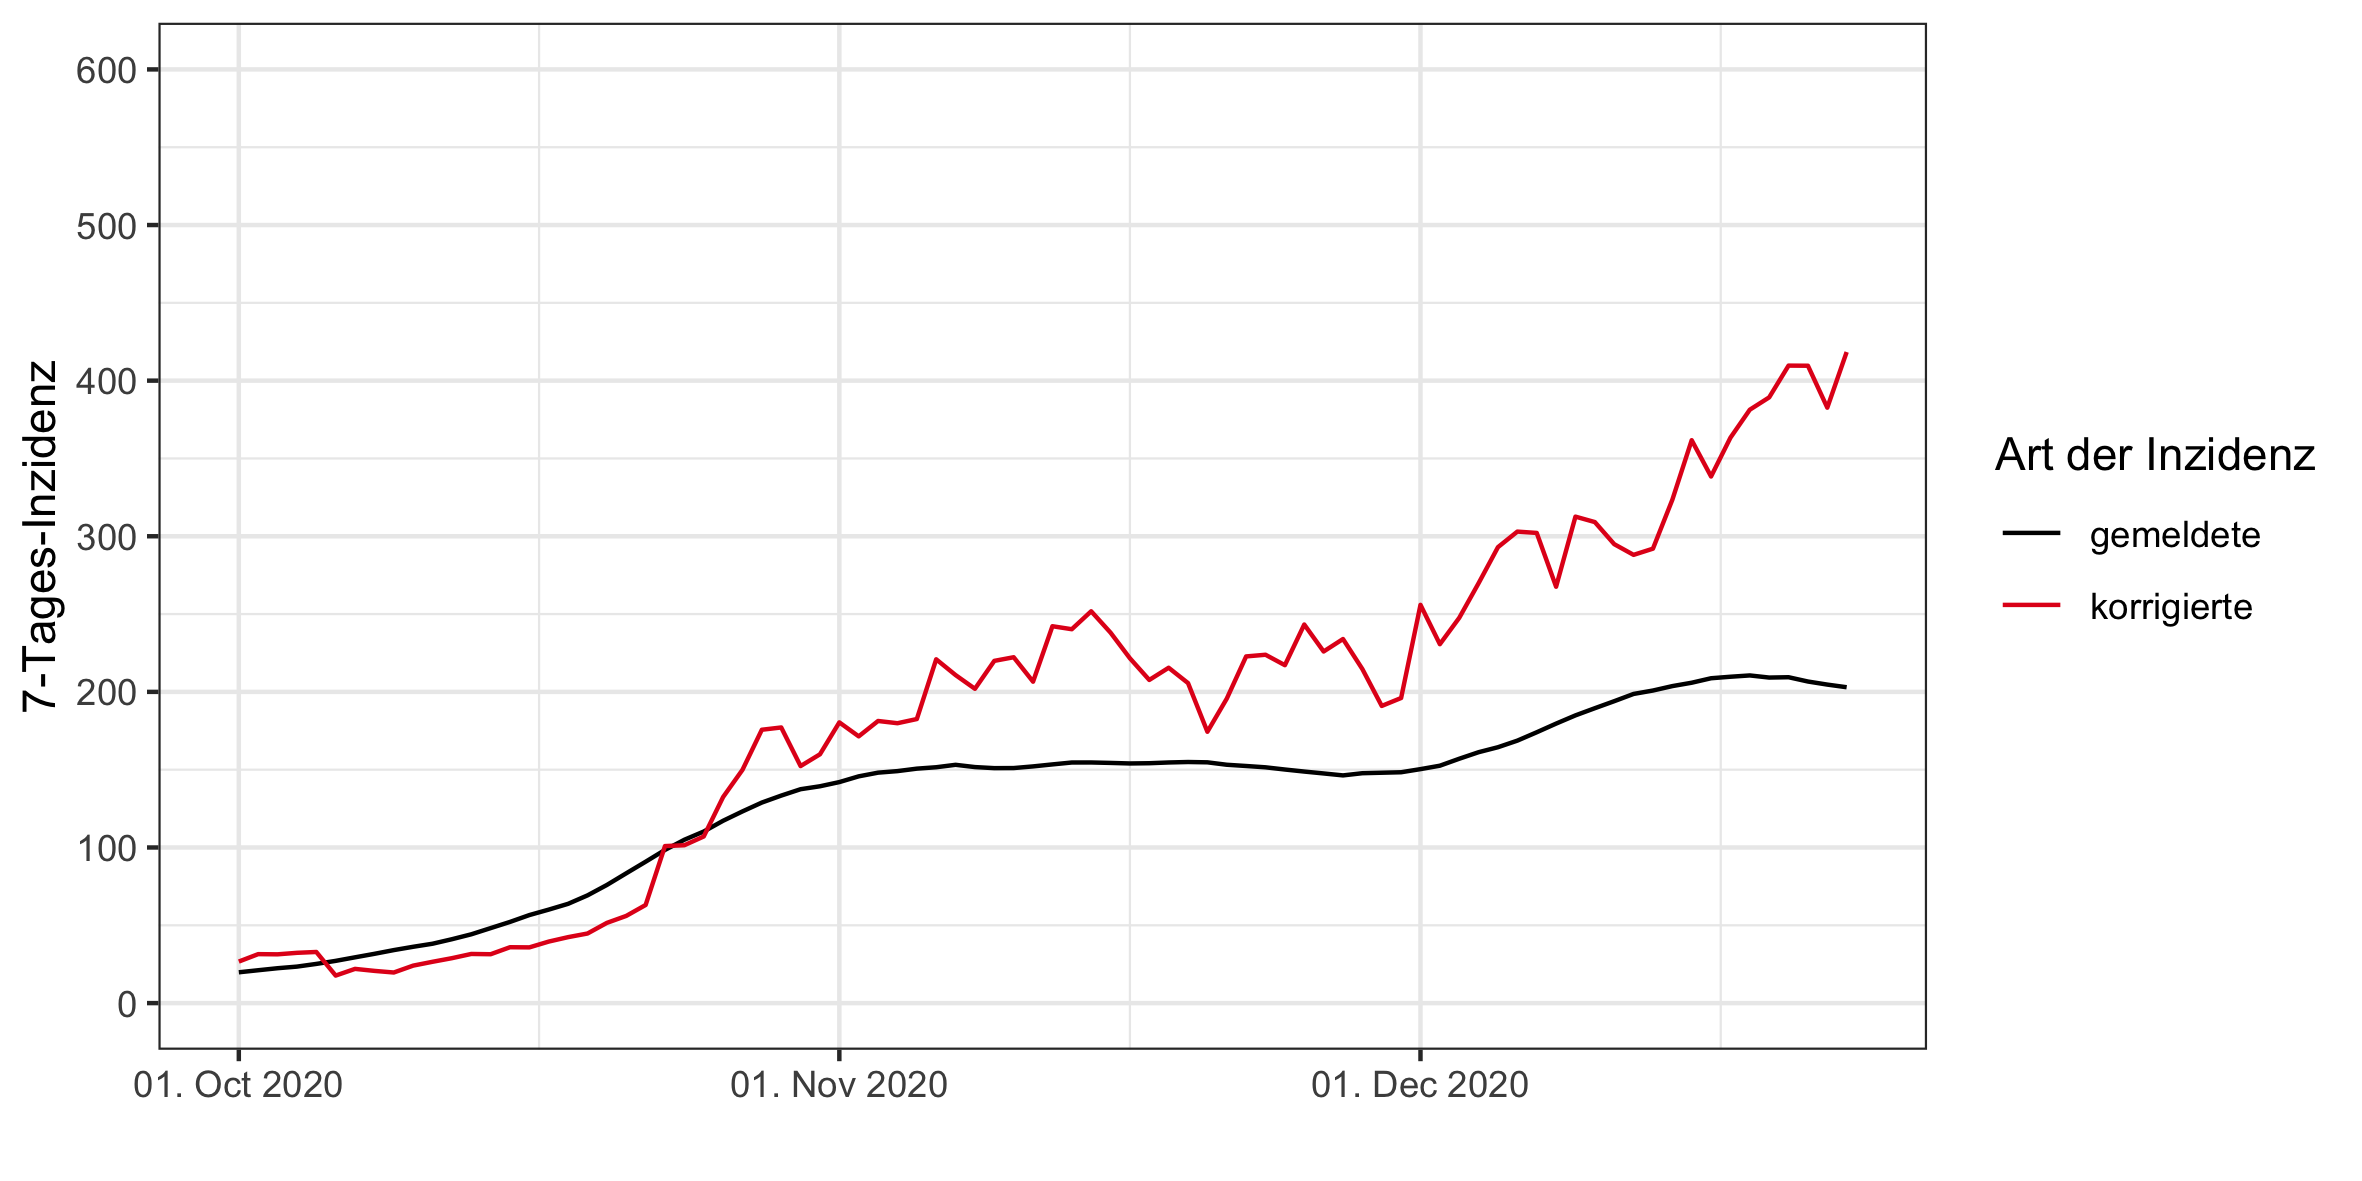 7-Tages-Inzidenz
600
500
400
300
200
100
0
01. Oct 2020
01. Nov 2020
01. Dec 2020
Art der Inzidenz
gemeldete
korrigierte